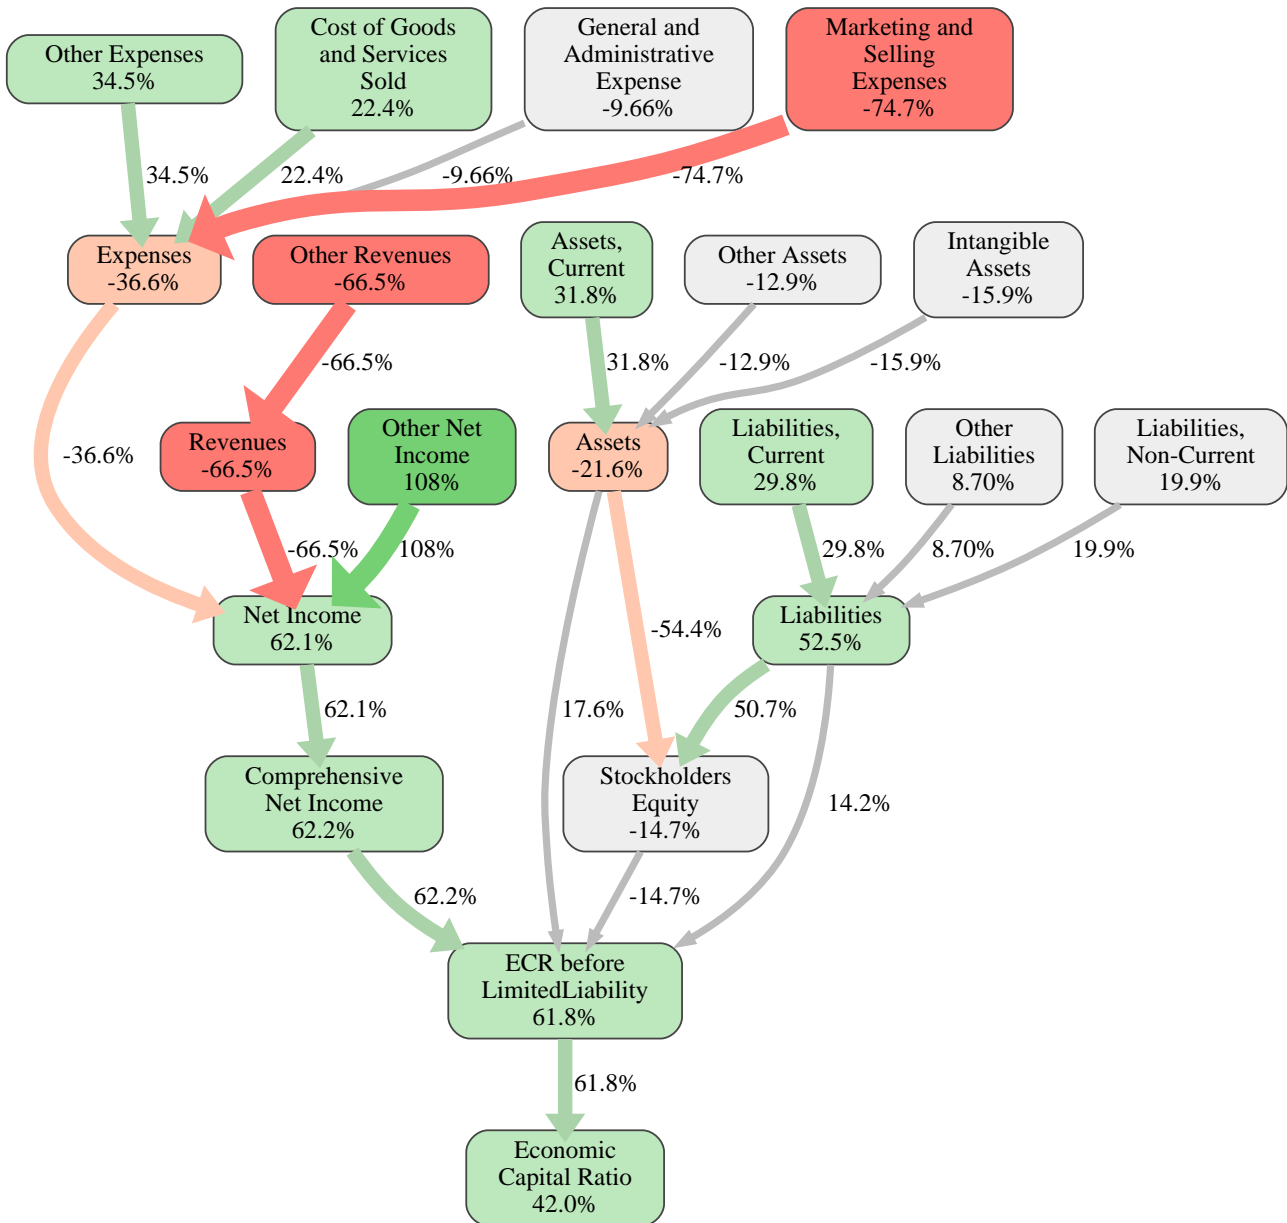 Other Expenses
34.5%
Cost of Goods
and Services
Sold
22.4%
General and
Administrative
Expense
-9.66%
Marketing and
Selling
Expenses
-74.7%
34.5%
22.4%
-9.66%
-74.7%
Expenses
-36.6%
Other Revenues
-66.5%
Assets,
Current
31.8%
Other Assets
-12.9%
Intangible
Assets
-15.9%
-66.5%
31.8%
-12.9%
-15.9%
-36.6%
Revenues
-66.5%
Other Net
Income
108%
Assets
-21.6%
Liabilities,
Current
29.8%
Other
Liabilities
8.70%
Liabilities,
Non-Current
19.9%
-66.5%
108%
29.8%
8.70%
19.9%
Net Income
62.1%
-54.4%
Liabilities
52.5%
62.1%
17.6%
50.7%
Comprehensive
Net Income
62.2%
Stockholders
Equity
-14.7%
14.2%
62.2%
-14.7%
ECR before
LimitedLiability
61.8%
61.8%
Economic
Capital Ratio
42.0%